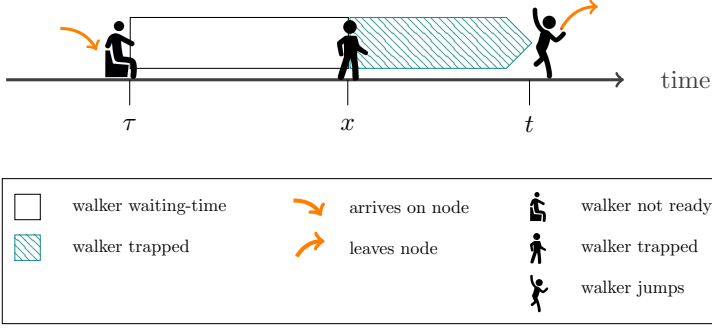 time
τ x t
walker waiting-time arrives on node walker not ready
walker trapped leaves node walker trapped
walker jumps